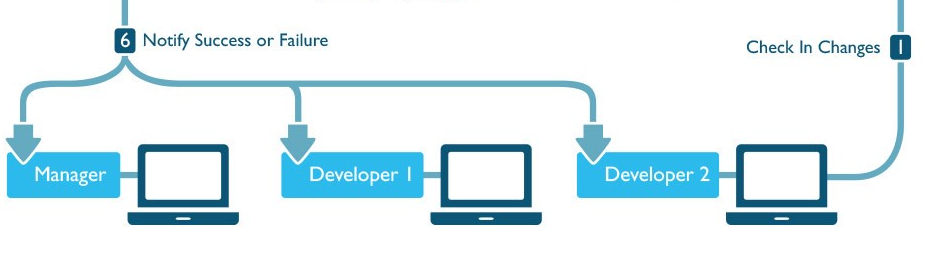 6 Notify Success or Failure
Check In Changes 1
Manager
Developer 1
Developer 2